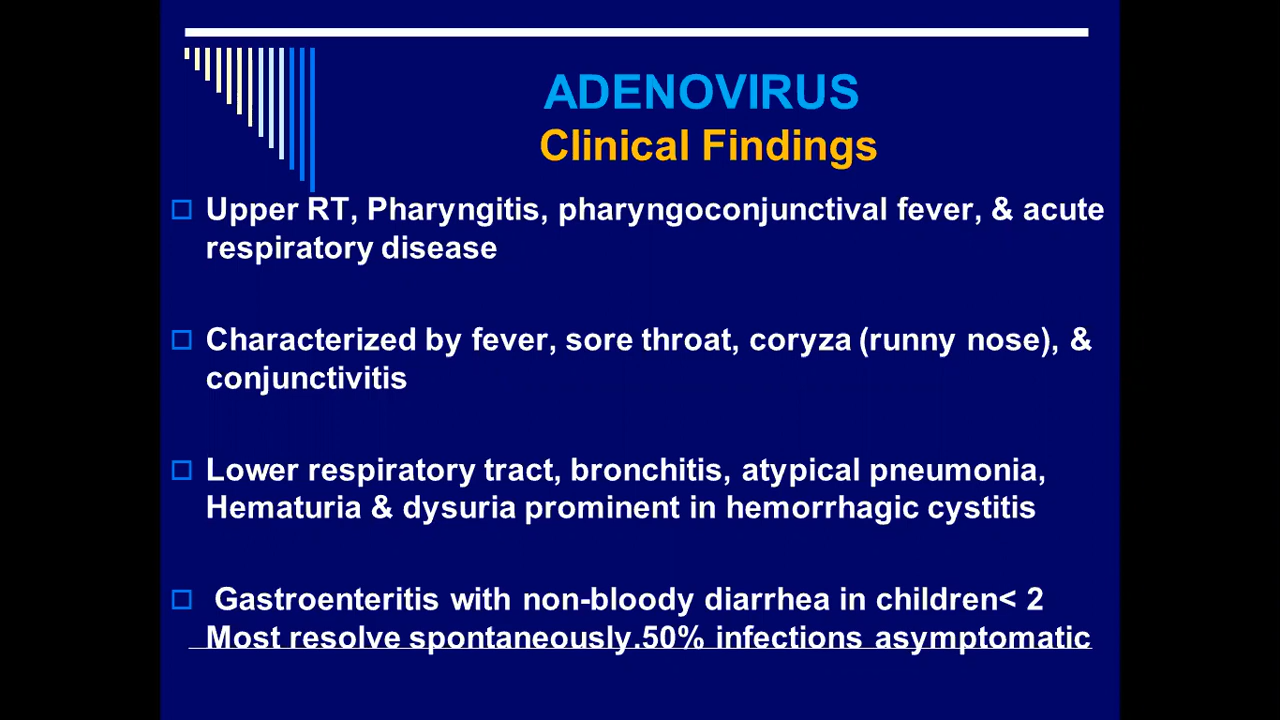 ADENOVIRUS
Clinical Findings
Upper RT, Pharyngitis, pharyngoconjunctival fever, & acute
respiratory disease
Characterized by fever, sore throat, coryza (runny nose), &
conjunctivitis
Lower respiratory tract, bronchitis, atypical pneumonia,
Hematuria & dysuria prominent in hemorrhagic cystitis
Gastroenteritis with non-bloody diarrhea in children< 2
Most resolve spontaneously.50% infections asymptomatic